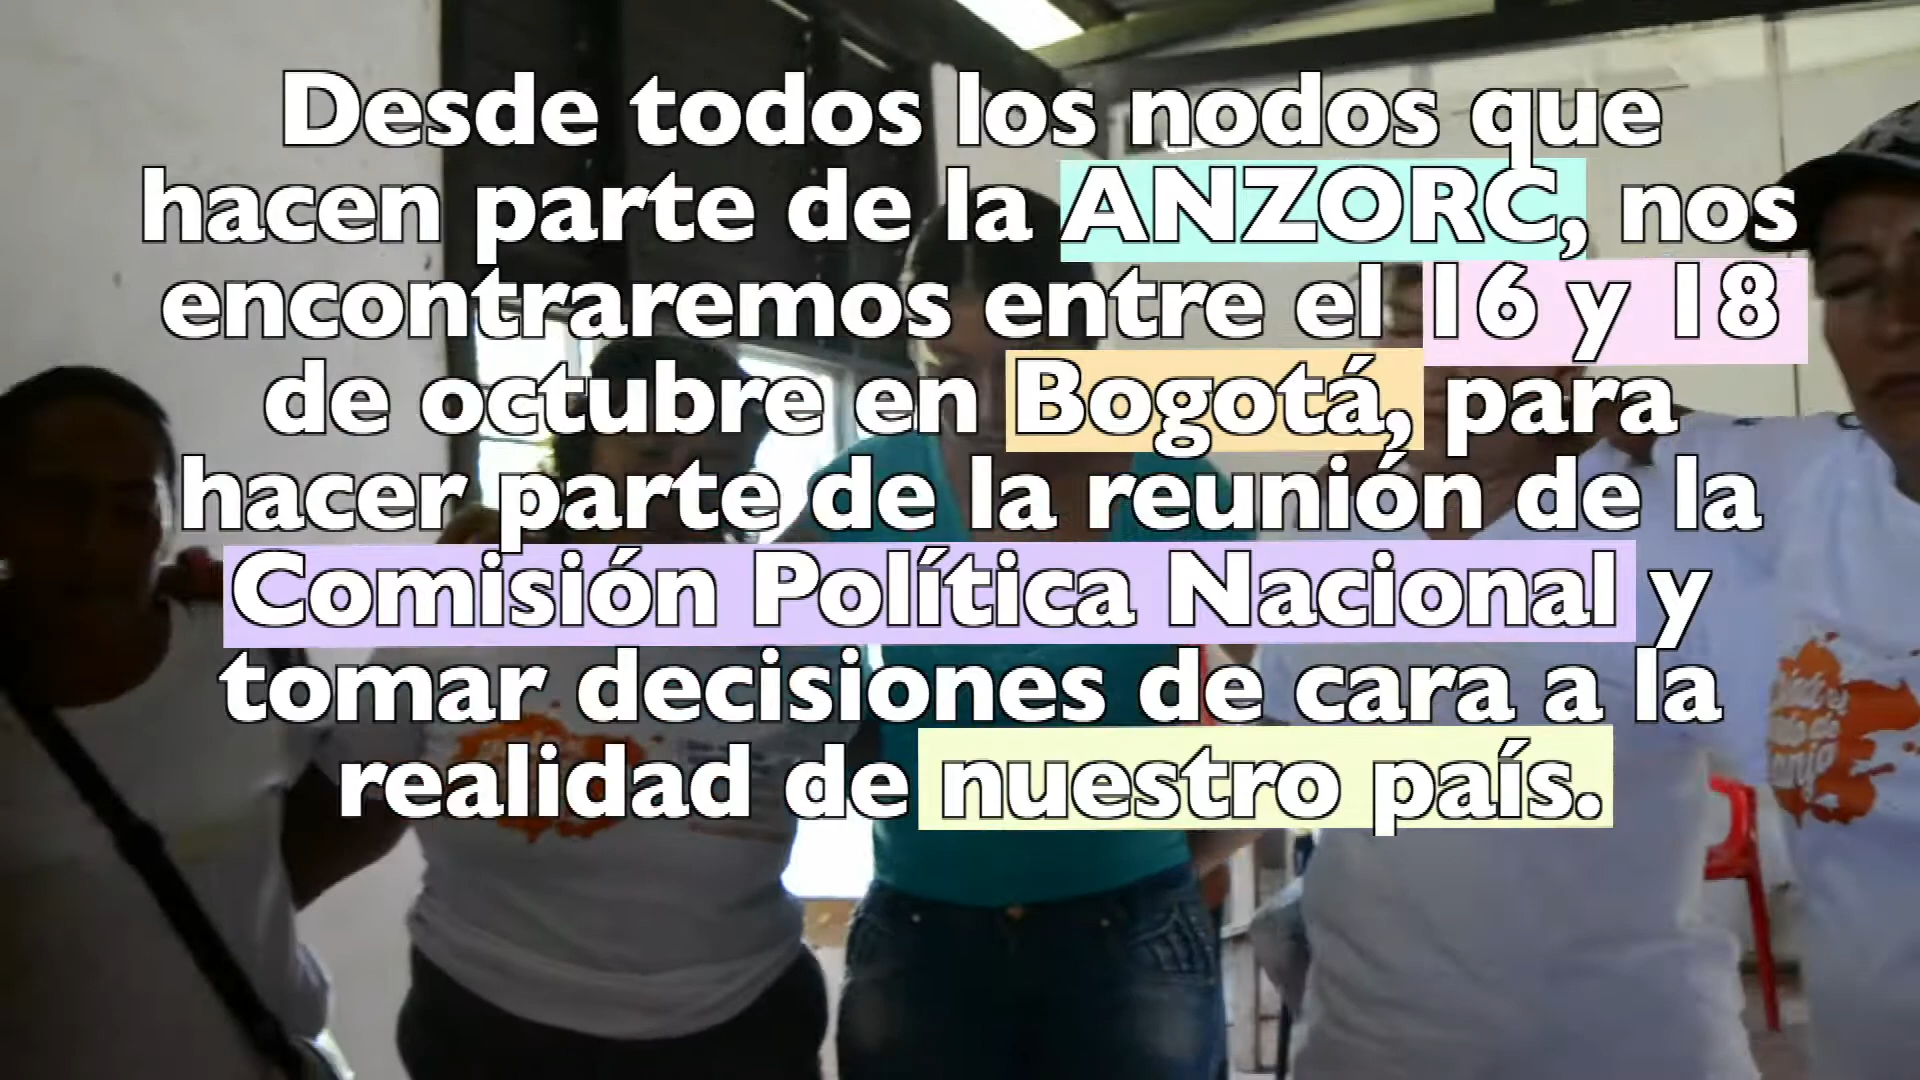 Desde todos los nodos que
hacen parte de la ANZORC, nos
encontraremos entre el 16 y 18
de octubre en Bogotá, para
hacer parte de la reunión de la
Comisión Política Nacional y
tomar decisiones de cara a la
realidad de nuestro país.